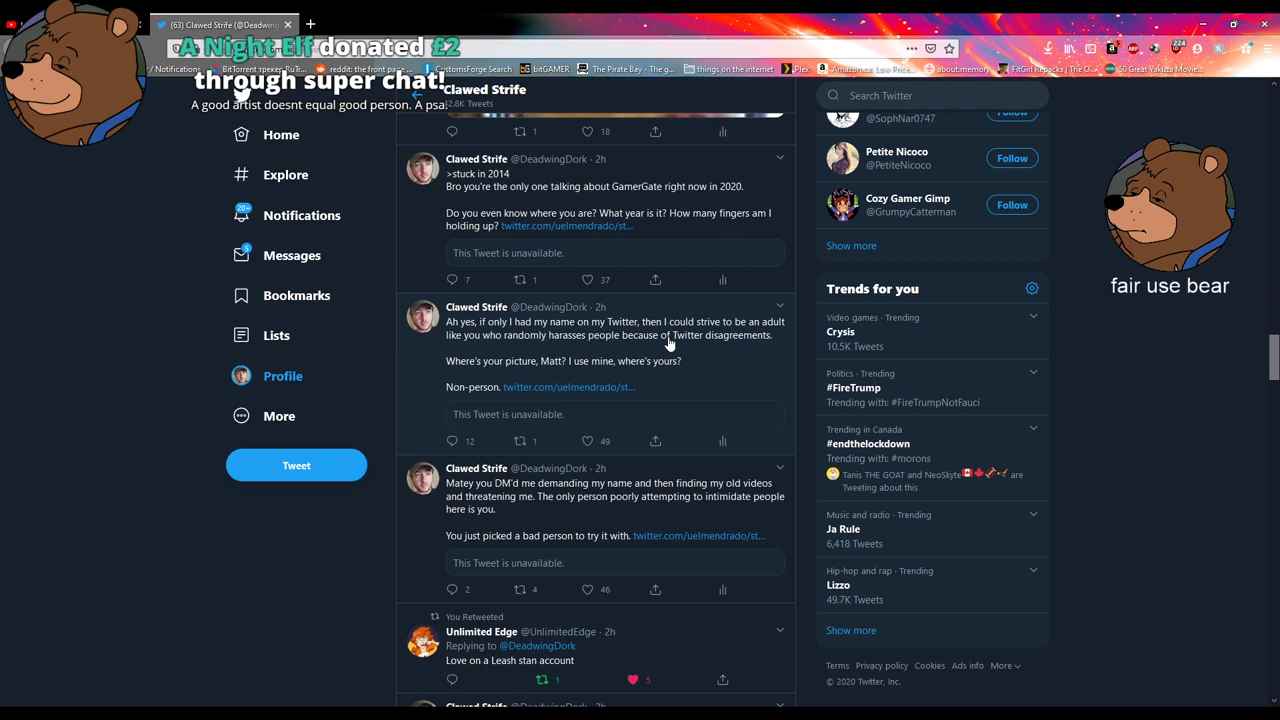 (63) Clawed Strife (@Deadwing
224
A Night Elf donated £2
through super chat!
A good artist doesnt equal good person. A psa.
/ Notifications
BitTorrent трекер RuTr...
reddit: the front pa...
CustomsForge Search
bitGAMER
The Pirate Bay - The g...
things on the internet
Plex
about:memory
FitGirl Repacks | The O...
50 Great Yakuza Movie...
Clawed Strife
2.8K Tweets
Home
Explore
20+
Notifications
5
Messages
Bookmarks
Lists
Profile
More
Tweet
1
18
Clawed Strife @DeadwingDork · 2h
>stuck in 2014
Bro you're the only one talking about GamerGate right now in 2020.
Do you even know where you are? What year is it? How many fingers am I
holding up? twitter.com/uelmendrado/st...
This Tweet is unavailable.
7
1
37
Clawed Strife @DeadwingDork · 2h
Ah yes, if only I had my name on my Twitter, then I could strive to be an adult
like you who randomly harasses people because of Twitter disagreements.
Where's your picture, Matt? I use mine, where's yours?
Non-person. twitter.com/uelmendrado/st...
This Tweet is unavailable.
12
1
49
Clawed Strife @DeadwingDork · 2h
Matey you DM'd me demanding my name and then finding my old videos
and threatening me. The only person poorly attempting to intimidate people
here is you.
You just picked a bad person to try it with. twitter.com/uelmendrado/st...
This Tweet is unavailable.
2
4
46
You Retweeted
Unlimited Edge @UnlimitedEdge · 2h
Replying to @DeadwingDork
Love on a Leash stan account
1
5
Clawed Strife @DeadwingDork · 2h
Search Twitter
@SophNar0747
Follow
Petite Nicoco
@PetiteNicoco
Follow
Cozy Gamer Gimp
@GrumpyCatterman
Follow
Show more
Trends for you
Video games · Trending
Crysis
10.5K Tweets
Politics · Trending
#FireTrump
Trending with: #FireTrumpNotFauci
Trending in Canada
#endthelockdown
Trending with: #morons
Tanis THE GOAT and NeoSkyte are
Tweeting about this
Music and radio · Trending
Ja Rule
6,418 Tweets
Hip-hop and rap · Trending
Lizzo
49.7K Tweets
Show more
Terms Privacy policy Cookies Ads info More
© 2020 Twitter, Inc.
fair use bear